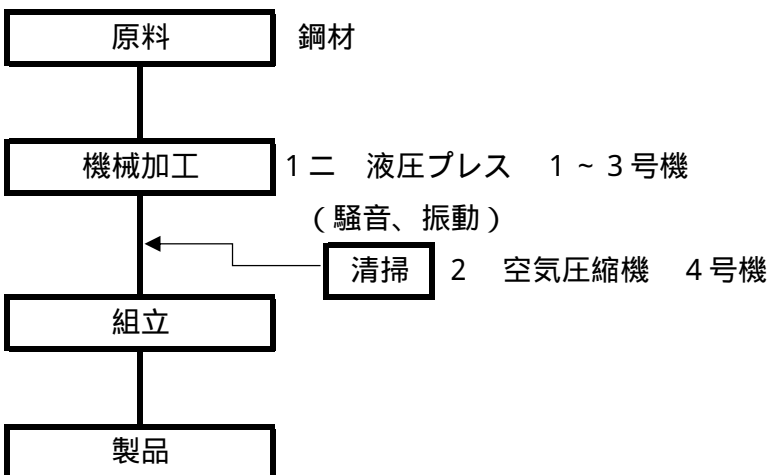 原料　鋼材
機械加工　1ニ　液圧プレス　1～3号機
（騒音、振動）
清掃　2　空気圧縮機　4号機
組立
製品